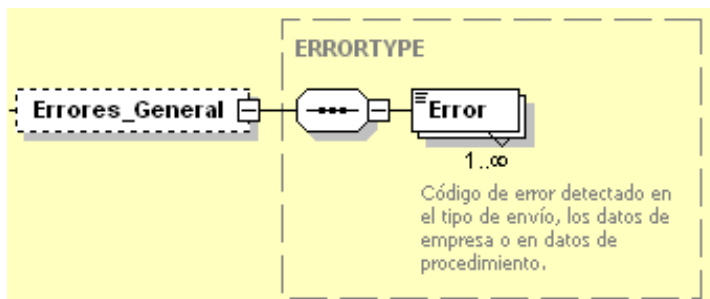 ERRORTYPE
Errores_General
Error
1..∞
Código de error detectado en
el tipo de envío, los datos de
empresa o en datos de
procedimiento.